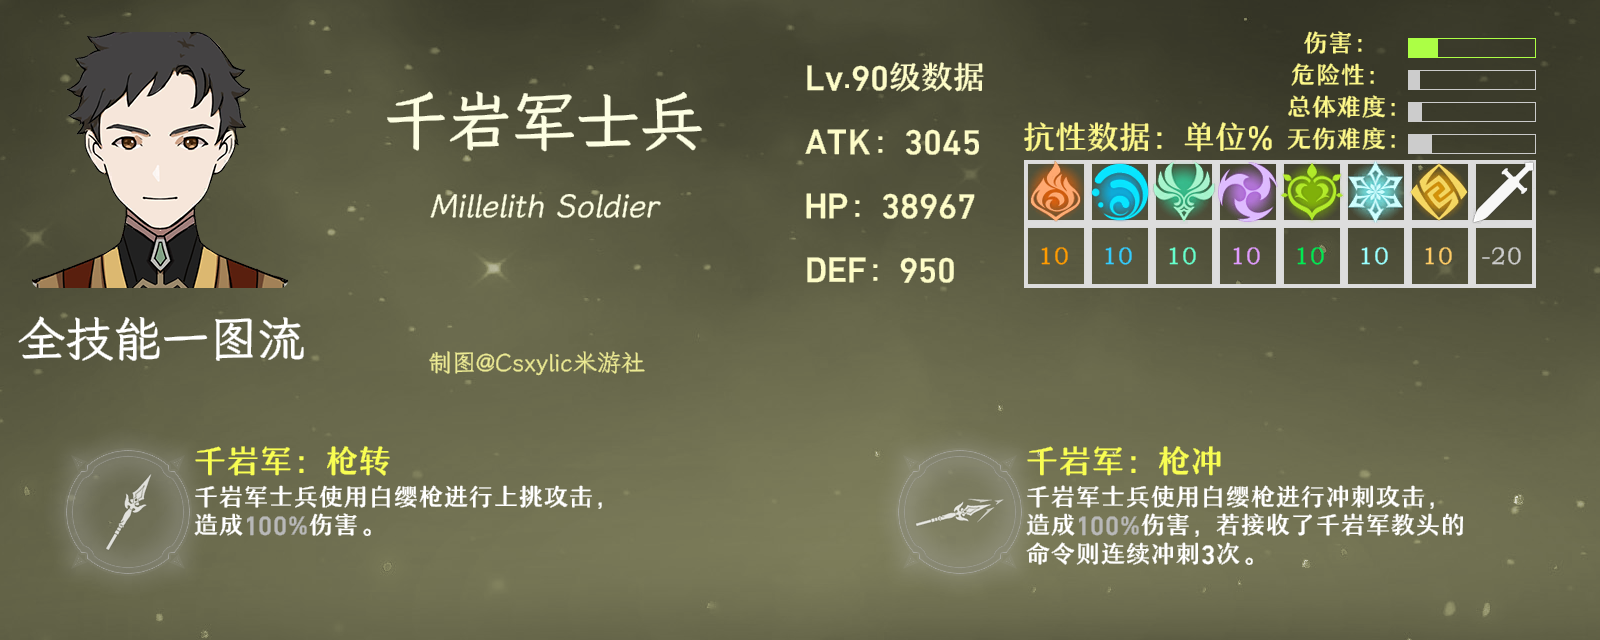 千岩军士兵
Millelith Soldier
全技能一图流
制图@Csxylic米游社
Lv.90级数据
ATK：3045
HP：38967
DEF：950
伤害：
危险性：
总体难度：
无伤难度：
抗性数据：单位%
10 10 10 10 10 10 10 -20
千岩军：枪转
千岩军士兵使用白缨枪进行上挑攻击，
造成100%伤害。
千岩军：枪冲
千岩军士兵使用白缨枪进行冲刺攻击，
造成100%伤害，若接收了千岩军教头的
命令则连续冲刺3次。